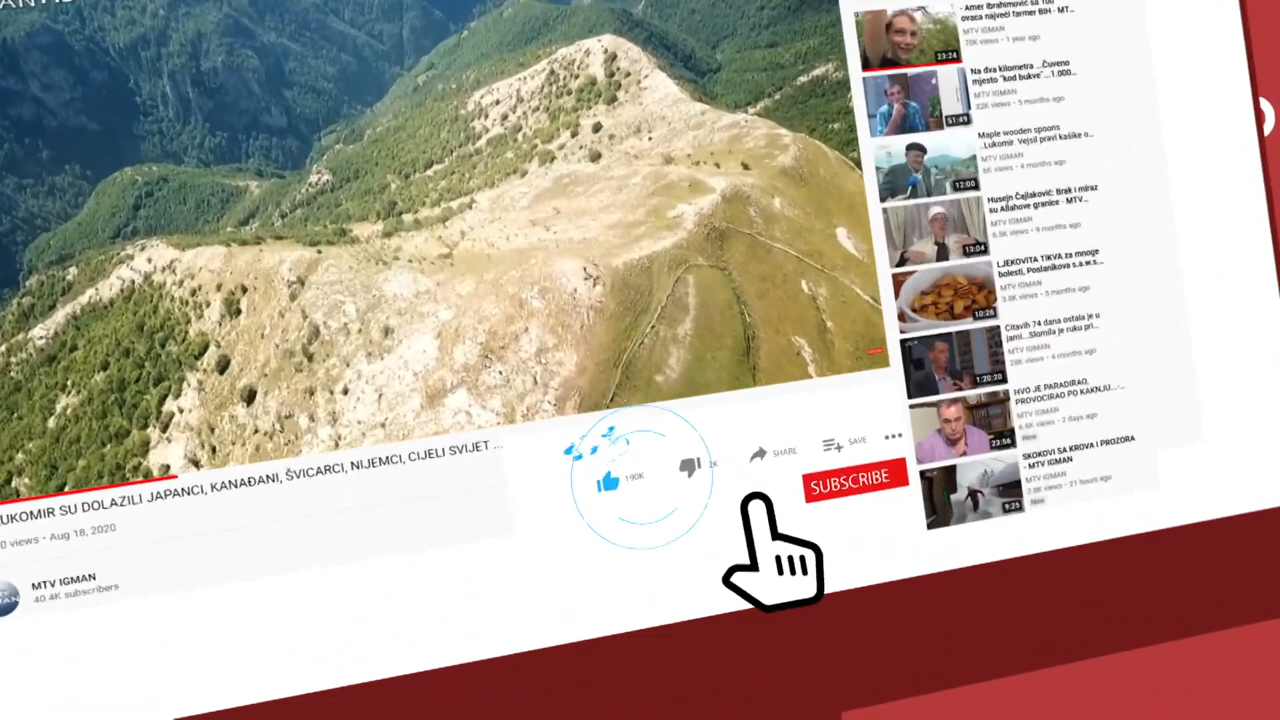 UKOMIR SU DOLAZILI JAPANCI, KANAĐANI, ŠVICARCI, NIJEMCI, CIJELI SVIJET ...
0 views • Aug 18, 2020
MTV IGMAN
40.4K subscribers
190K
2K
SHARE
SAVE
SUBSCRIBE
- Amer Ibrahimović sa 100
ovaca najveći farmer BIH - MT...
MTV IGMAN
views • 1 year ago
23:24
Na dva kilometra ...Čuveno
mjesto "kod bukve"...1.000...
MTV IGMAN
22K views • 5 months ago
51:49
Maple wooden spoons
..Lukomir. Vejsil pravi kašike o...
MTV IGMAN
6K views • 4 months ago
12:00
Husejn Čajlaković: Brak i miraz
su Allahove granice - MTV...
MTV IGMAN
6.5K views • 9 months ago
13:04
LJEKOVITA TIKVA za mnoge
bolesti, Poslanikova s.a.w.s...
MTV IGMAN
3.8K views • 5 months ago
10:26
Čitavih 74 dana ostala je u
jami...Slomila je ruku pri...
MTV IGMAN
views • 4 months ago
1:20:20
HVO JE PARADIRAO,
PROVOCIRAO PO KAKNJU...-...
MTV IGMAN
6.6K views • 2 days ago
New
23:56
SKOKOVI SA KROVA I PROZORA
- MTV IGMAN
MTV IGMAN
views • 21 hours ago
New
9:25